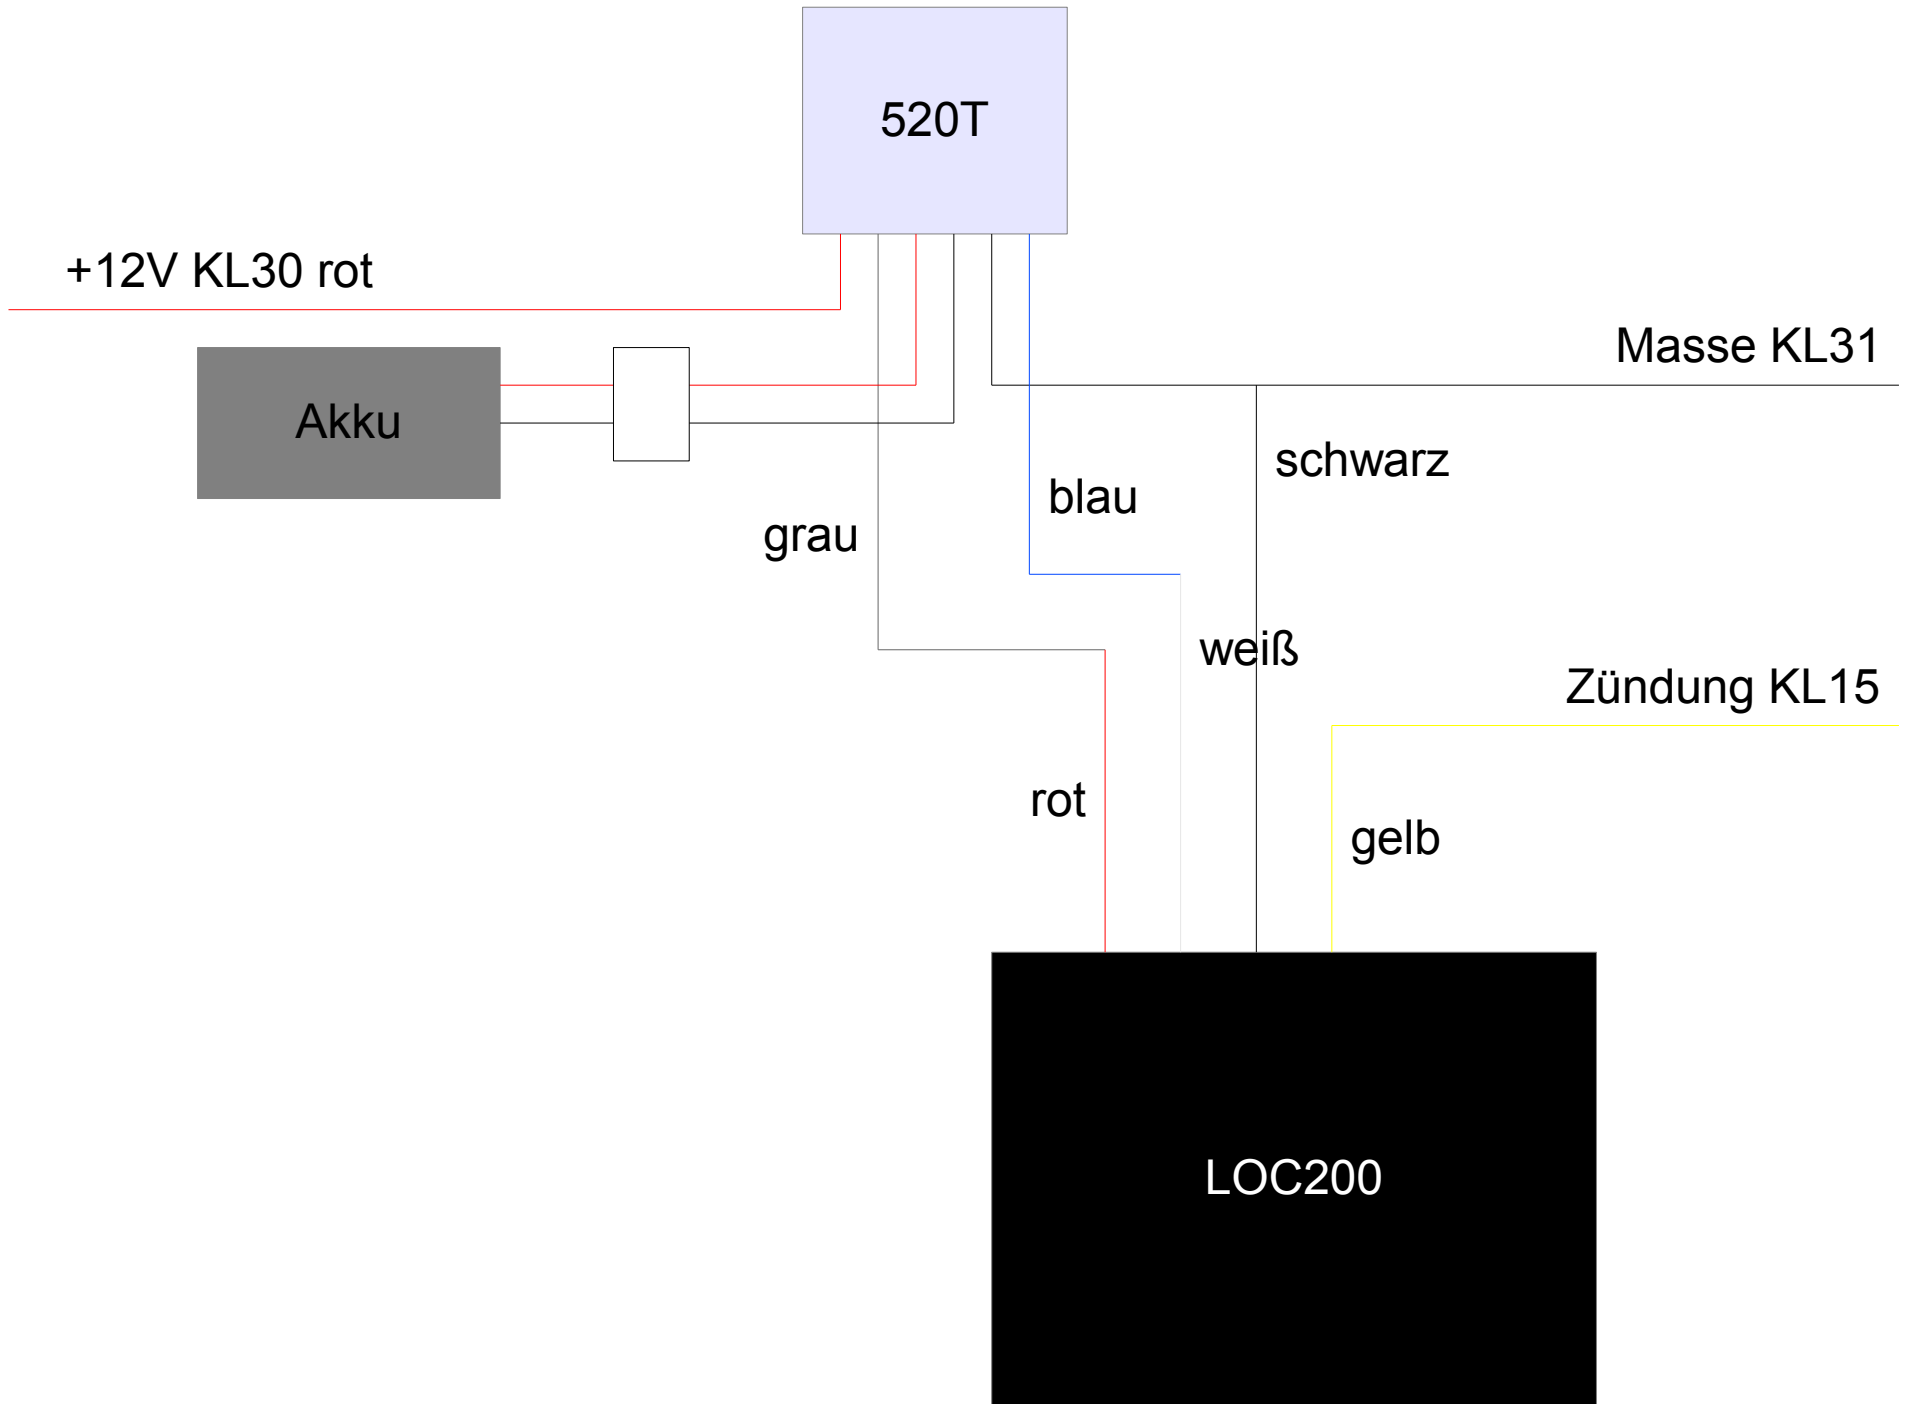 520T
+12V KL30 rot
Masse KL31
Akku
schwarz
blau
grau
weiß
Zündung KL15
rot
gelb
LOC200